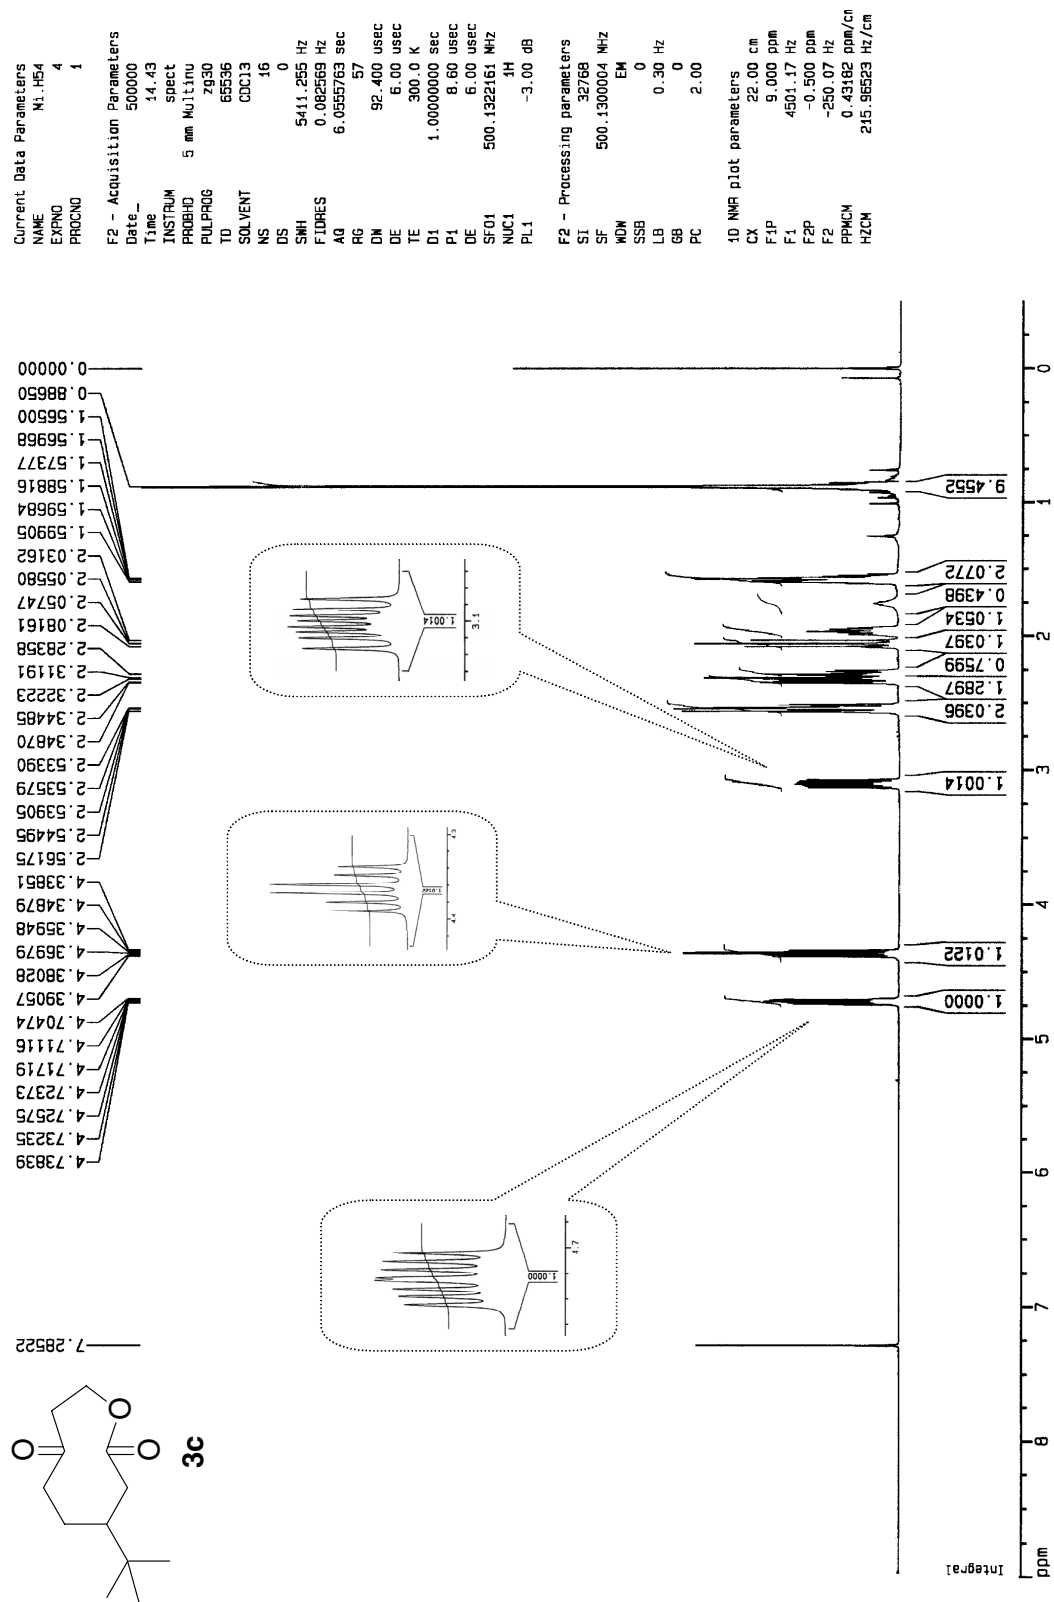 7.28522
4.73839
4.73235
4.72575
4.72373
4.71719
4.71116
4.70474
4.39057
4.38028
4.36979
4.35948
4.34879
4.33851
2.56175
2.54495
2.53905
2.53579
2.53390
2.34870
2.34485
2.32223
2.31191
2.28358
2.08161
2.05747
2.05580
2.03162
1.59905
1.59684
1.58816
1.57377
1.56968
1.56500
0.88650
0.00000
Current Data Parameters
NAME Ni.H54
EXPNO 4
PROCNO 1
F2 - Acquisition Parameters
Date_ 500000
Time 14.43
INSTRUM spect
PROBHD 5 mm Multinu
PULPROG zg30
TD 65536
SOLVENT CDCl3
NS 16
DS 0
SWH 5411.255 Hz
FIDRES 0.082569 Hz
AQ 6.0555763 sec
RG 57
DW 92.400 usec
DE 6.00 usec
TE 300.0 K
D1 1.00000000 sec
P1 8.60 usec
DE 6.00 usec
SFO1 500.1322161 MHz
NUC1 1H
PL1 -3.00 dB
F2 - Processing parameters
SI 32768
SF 500.1300004 MHz
WDW EM
SSB 0
LB 0.30 Hz
GB 0
PC 2.00
1D NMR plot parameters
CX 22.00 cm
F1P 9.000 ppm
F1 4501.17 Hz
F2P -0.500 ppm
F2 -250.07 Hz
PPMCM 0.43182 ppm/cm
HZCM 215.96523 Hz/cm
O
O
O
3c
1.0000
4.7
1.0122
4.4 4.3
1.0014
3.1
Integral
1.0000
1.0122
1.0014
2.0396
1.2897
0.7599
1.0397
1.0534
0.4398
2.0772
9.4552
ppm 8 7 6 5 4 3 2 1 0